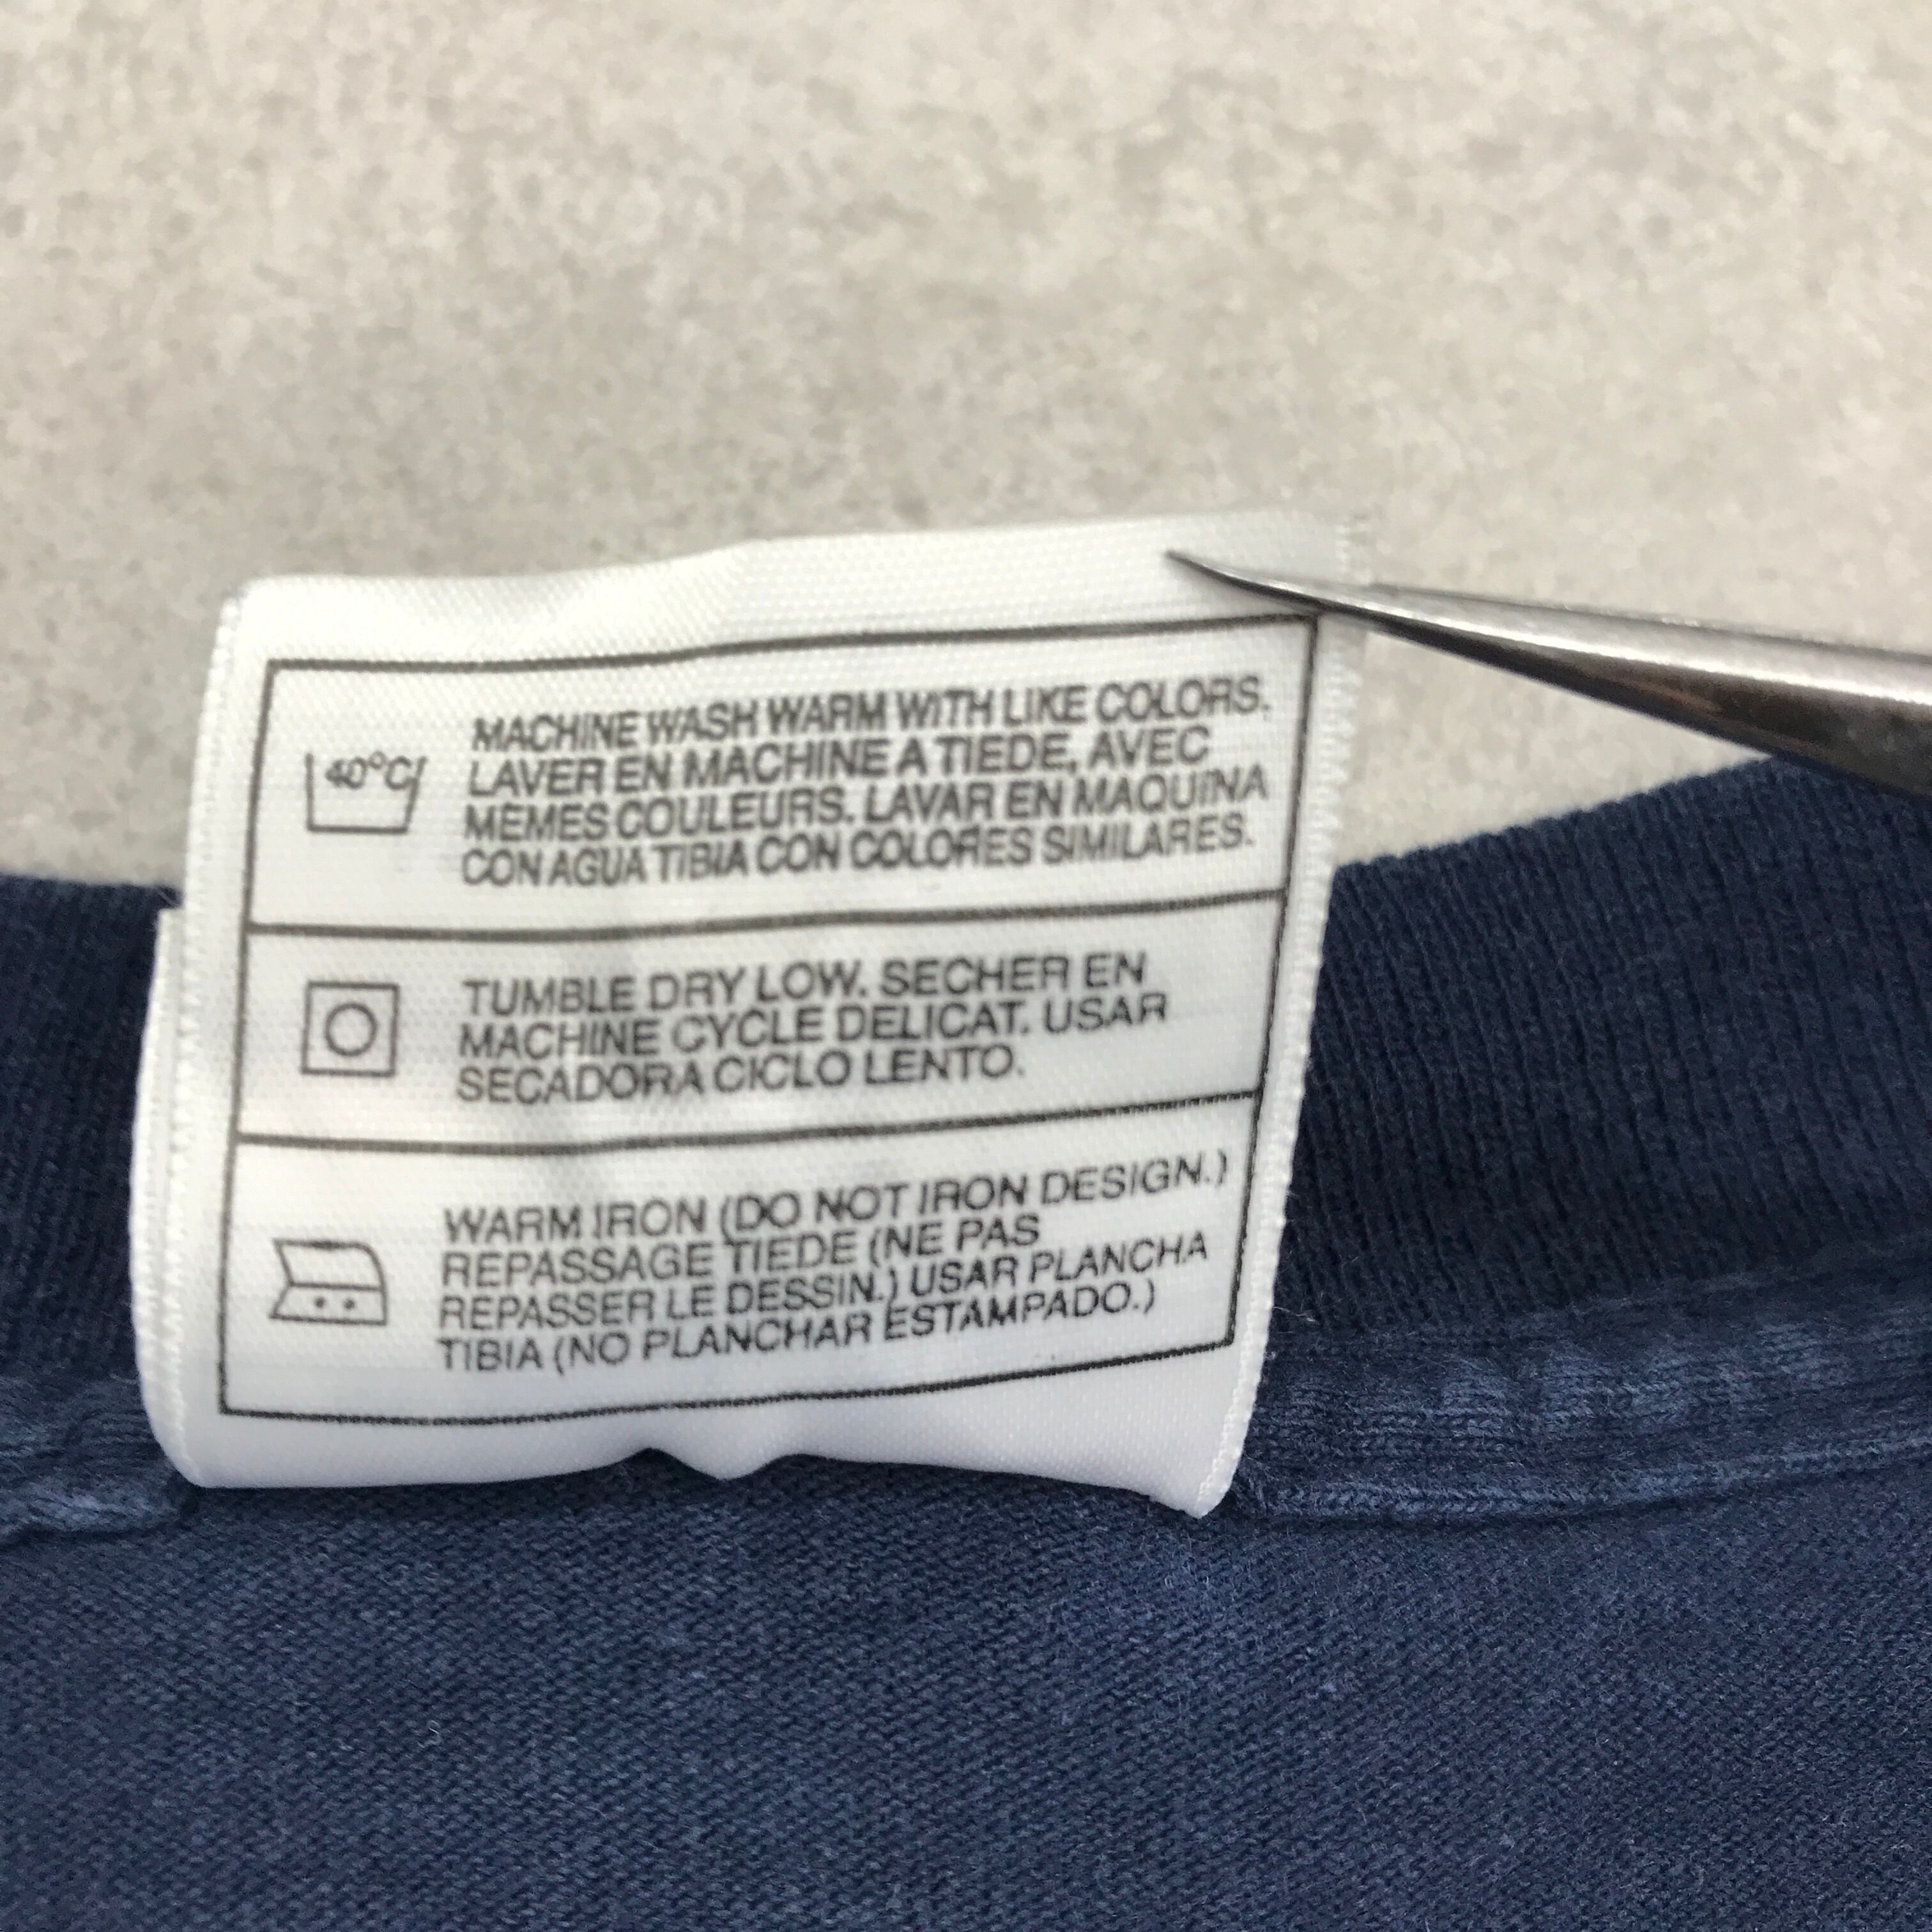 40°C
MACHINE WASH WARM WITH LIKE COLORS.
LAVER EN MACHINE A TIEDE, AVEC
MÊMES COULEURS. LAVAR EN MAQUINA
CON AGUA TIBIA CON COLORES SIMILARES.
TUMBLE DRY LOW. SECHER EN
MACHINE CYCLE DELICAT. USAR
SECADORA CICLO LENTO.
WARM IRON (DO NOT IRON DESIGN.)
REPASSAGE TIEDE (NE PAS
REPASSER LE DESSIN.) USAR PLANCHA
TIBIA (NO PLANCHAR ESTAMPADO.)